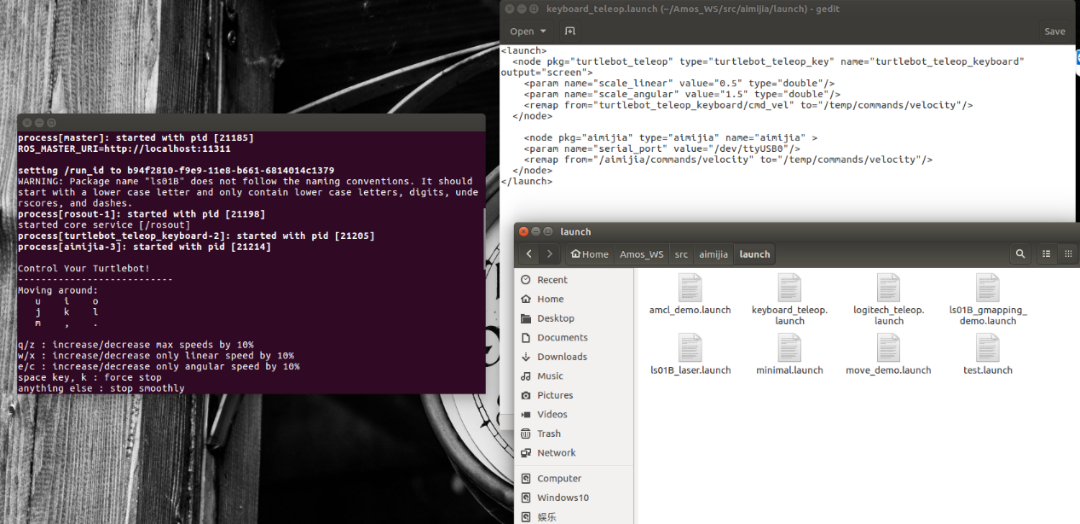 keyboard_teleop.launch (~/Amos_WS/src/aimijia/launch) - gedit
Open
Save
<launch>
<node pkg="turtlebot_teleop" type="turtlebot_teleop_key" name="turtlebot_teleop_keyboard"
output="screen">
<param name="scale_linear" value="0.5" type="double"/>
<param name="scale_angular" value="1.5" type="double"/>
<remap from="turtlebot_teleop_keyboard/cmd_vel" to="/temp/commands/velocity"/>
</node>
<node pkg="aimijia" type="aimijia" name="aimijia" >
<param name="serial_port" value="/dev/ttyUSB0"/>
<remap from="/aimijia/commands/velocity" to="/temp/commands/velocity"/>
</node>
</launch>
process[master]: started with pid [21185]
ROS_MASTER_URI=http://localhost:11311
setting /run_id to b94f2810-f9e9-11e8-b661-6814014c1379
WARNING: Package name "ls01B" does not follow the naming conventions. It should
start with a lower case letter and only contain lower case letters, digits, unde
rscores, and dashes.
process[rosout-1]: started with pid [21198]
started core service [/rosout]
process[turtlebot_teleop_keyboard-2]: started with pid [21205]
process[aimijia-3]: started with pid [21214]
Control Your Turtlebot!
---------------------------
Moving around:
u i o
j k l
m , .
q/z : increase/decrease max speeds by 10%
w/x : increase/decrease only linear speed by 10%
e/c : increase/decrease only angular speed by 10%
space key, k : force stop
anything else : stop smoothly
launch
Home Amos_WS src aimijia launch
Recent
Home
Desktop
Documents
Downloads
Music
Pictures
Videos
Trash
Network
Computer
Windows10
娱乐
amcl_demo.launch
keyboard_teleop.
launch
logitech_teleop.
launch
ls01B_gmapping_
demo.launch
ls01B_laser.launch
minimal.launch
move_demo.launch
test.launch